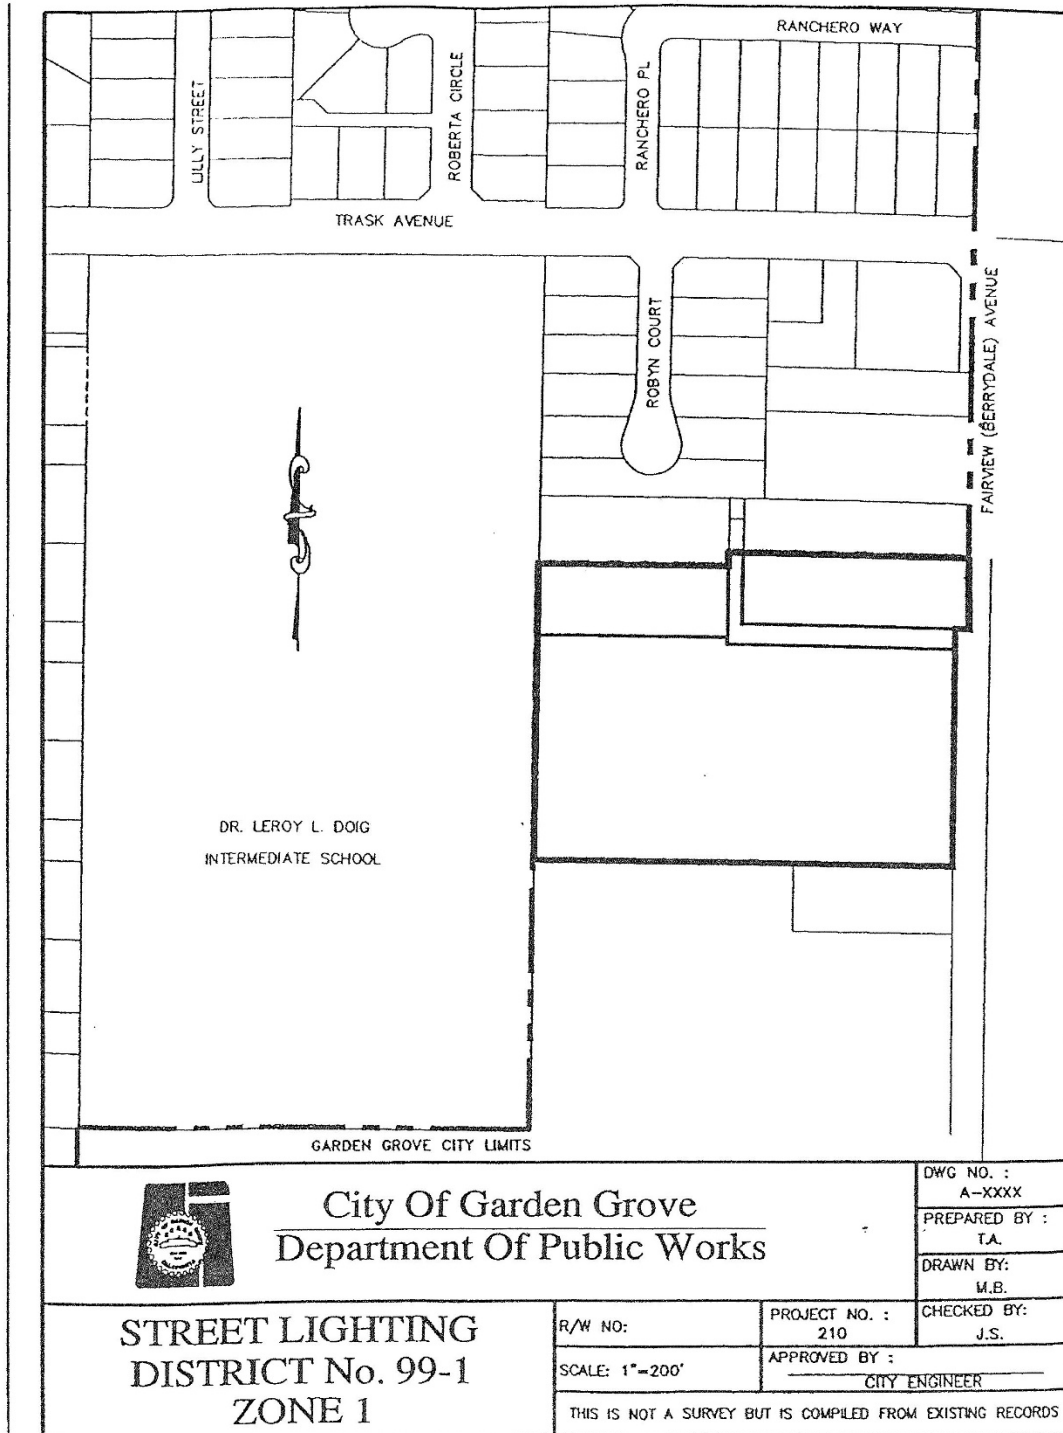 RANCHERO WAY
LILLY STREET
ROBERTA CIRCLE
RANCHERO PL
TRASK AVENUE
ROBYN COURT
FAIRVIEW (BERRYDALE) AVENUE
DR. LEROY L. DOIG
INTERMEDIATE SCHOOL
GARDEN GROVE CITY LIMITS
City Of Garden Grove
Department Of Public Works
DWG NO. :
A-XXXX
PREPARED BY :
T.A.
DRAWN BY:
M.B.
STREET LIGHTING
DISTRICT No. 99-1
ZONE 1
R/W NO:
PROJECT NO. :
210
CHECKED BY:
J.S.
SCALE: 1"=200'
APPROVED BY :
CITY ENGINEER
THIS IS NOT A SURVEY BUT IS COMPILED FROM EXISTING RECORDS